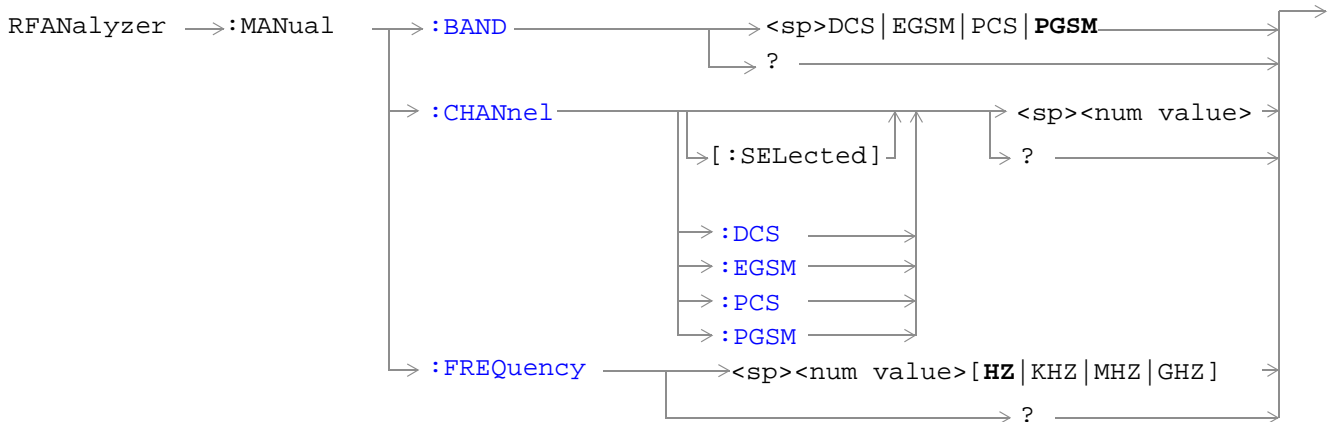 RFANalyzer :MANual :BAND <sp>DCS|EGSM|PCS|PGSM
?
:CHANnel <sp><num value>
[:SELected] ?
:DCS
:EGSM
:PCS
:PGSM
:FREQuency <sp><num value>[HZ|KHZ|MHZ|GHZ]
?